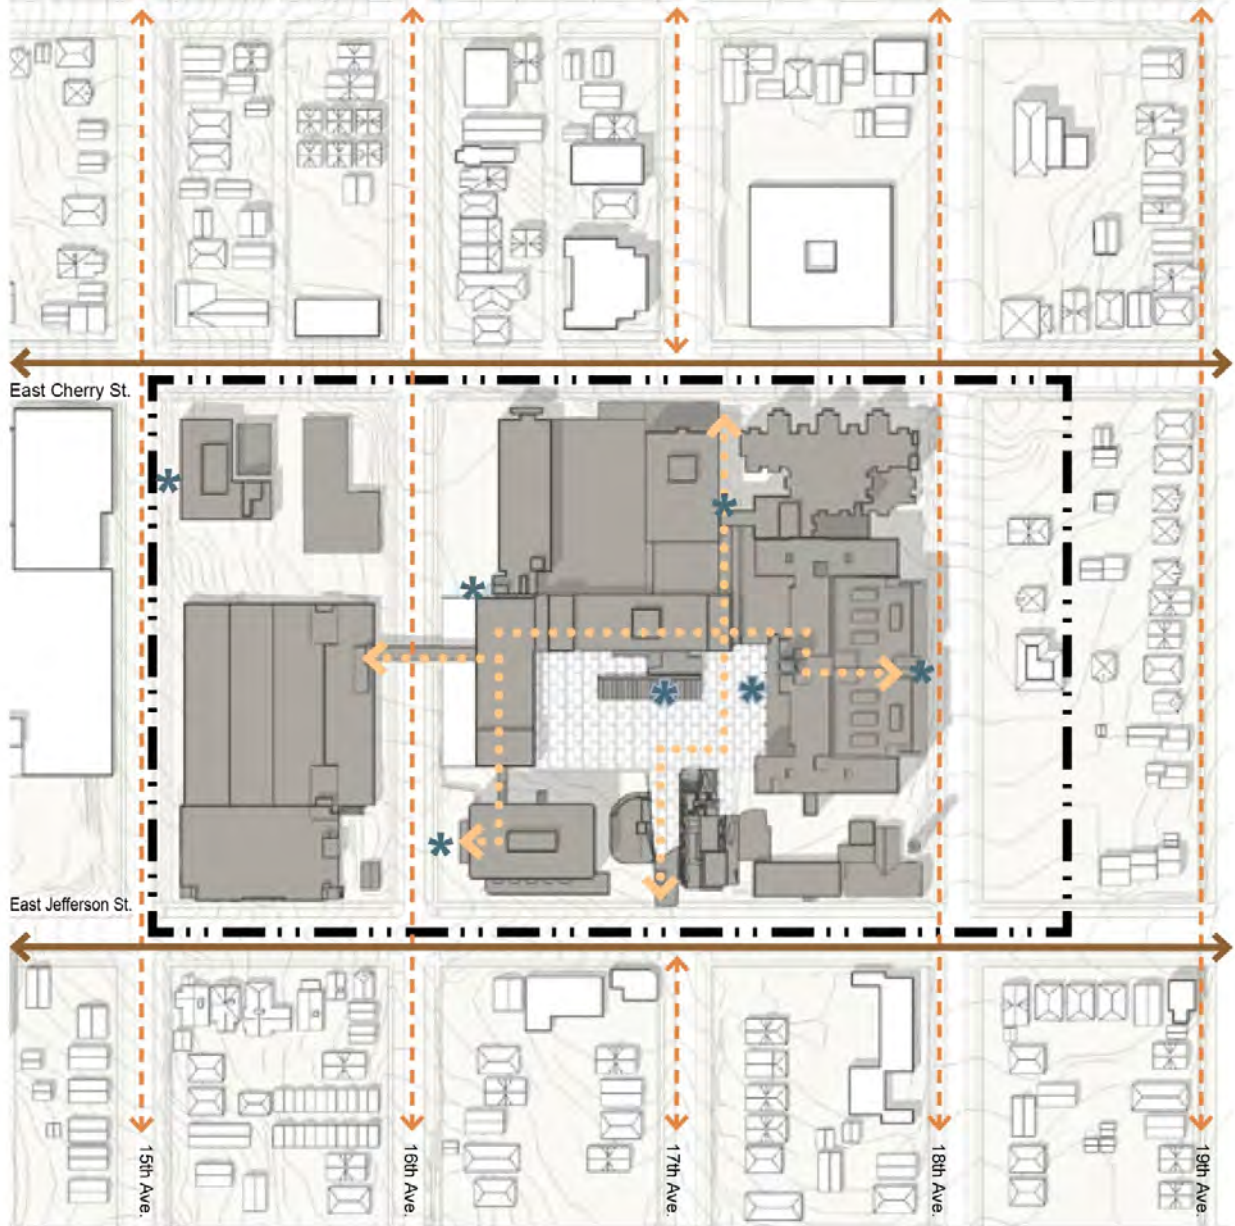 East Cherry St.
East Jefferson St.
15th Ave.
16th Ave.
17th Ave.
18th Ave.
19th Ave.